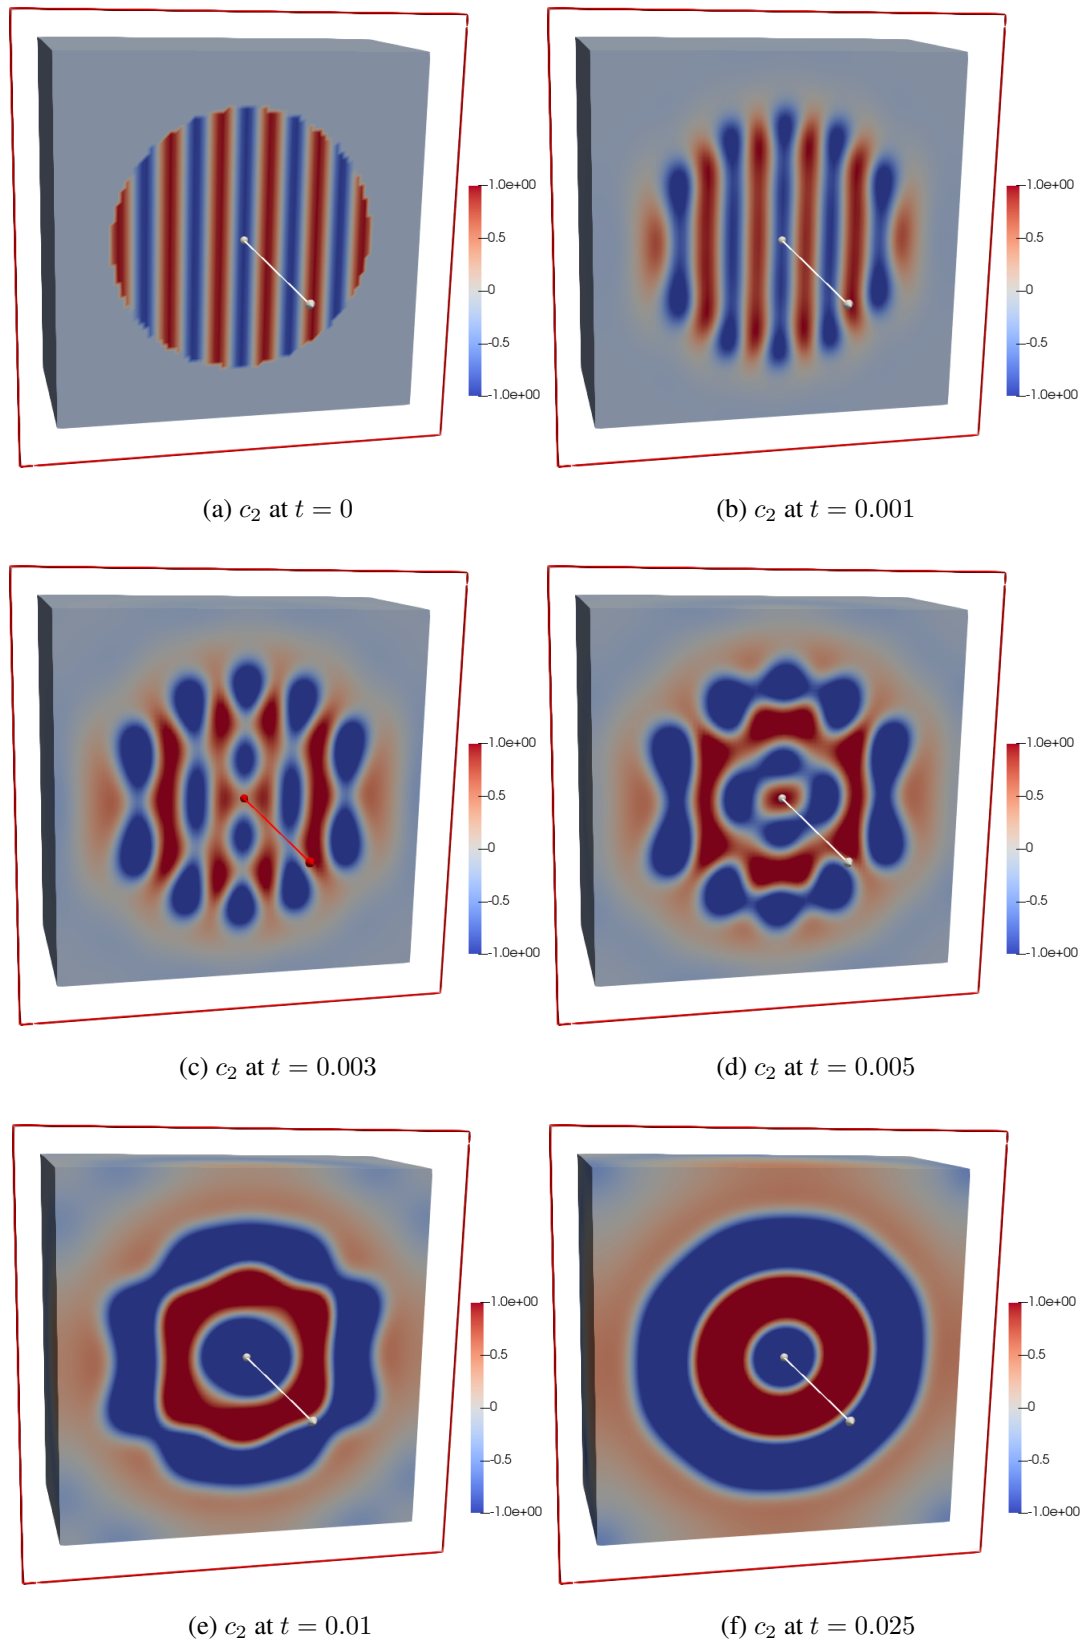 1.0e+00
0.5
0
-0.5
-1.0e+00
1.0e+00
0.5
0
-0.5
-1.0e+00
(a) c₂ at t = 0
(b) c₂ at t = 0.001
1.0e+00
0.5
0
-0.5
-1.0e+00
1.0e+00
0.5
0
-0.5
-1.0e+00
(c) c₂ at t = 0.003
(d) c₂ at t = 0.005
1.0e+00
0.5
0
-0.5
-1.0e+00
1.0e+00
0.5
0
-0.5
-1.0e+00
(e) c₂ at t = 0.01
(f) c₂ at t = 0.025